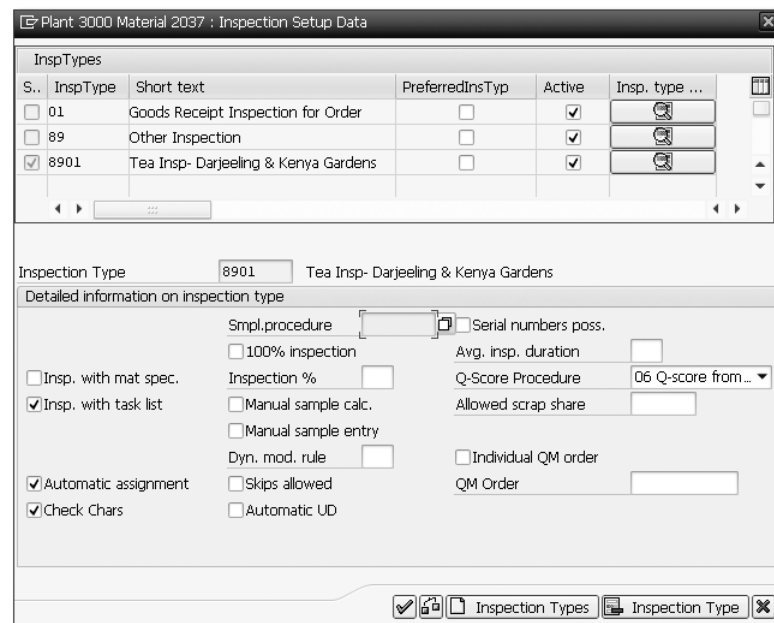 Plant 3000 Material 2037 : Inspection Setup Data
InspTypes
S.. InspType Short text PreferredInsTyp Active Insp. type ...
01 Goods Receipt Inspection for Order
89 Other Inspection
8901 Tea Insp- Darjeeling & Kenya Gardens
Inspection Type 8901 Tea Insp- Darjeeling & Kenya Gardens
Detailed information on inspection type
Smpl.procedure Serial numbers poss.
100% inspection Avg. insp. duration
Insp. with mat spec. Inspection % Q-Score Procedure 06 Q-score from...
Insp. with task list Manual sample calc. Allowed scrap share
Manual sample entry
Dyn. mod. rule Individual QM order
Automatic assignment Skips allowed QM Order
Check Chars Automatic UD
Inspection Types Inspection Type